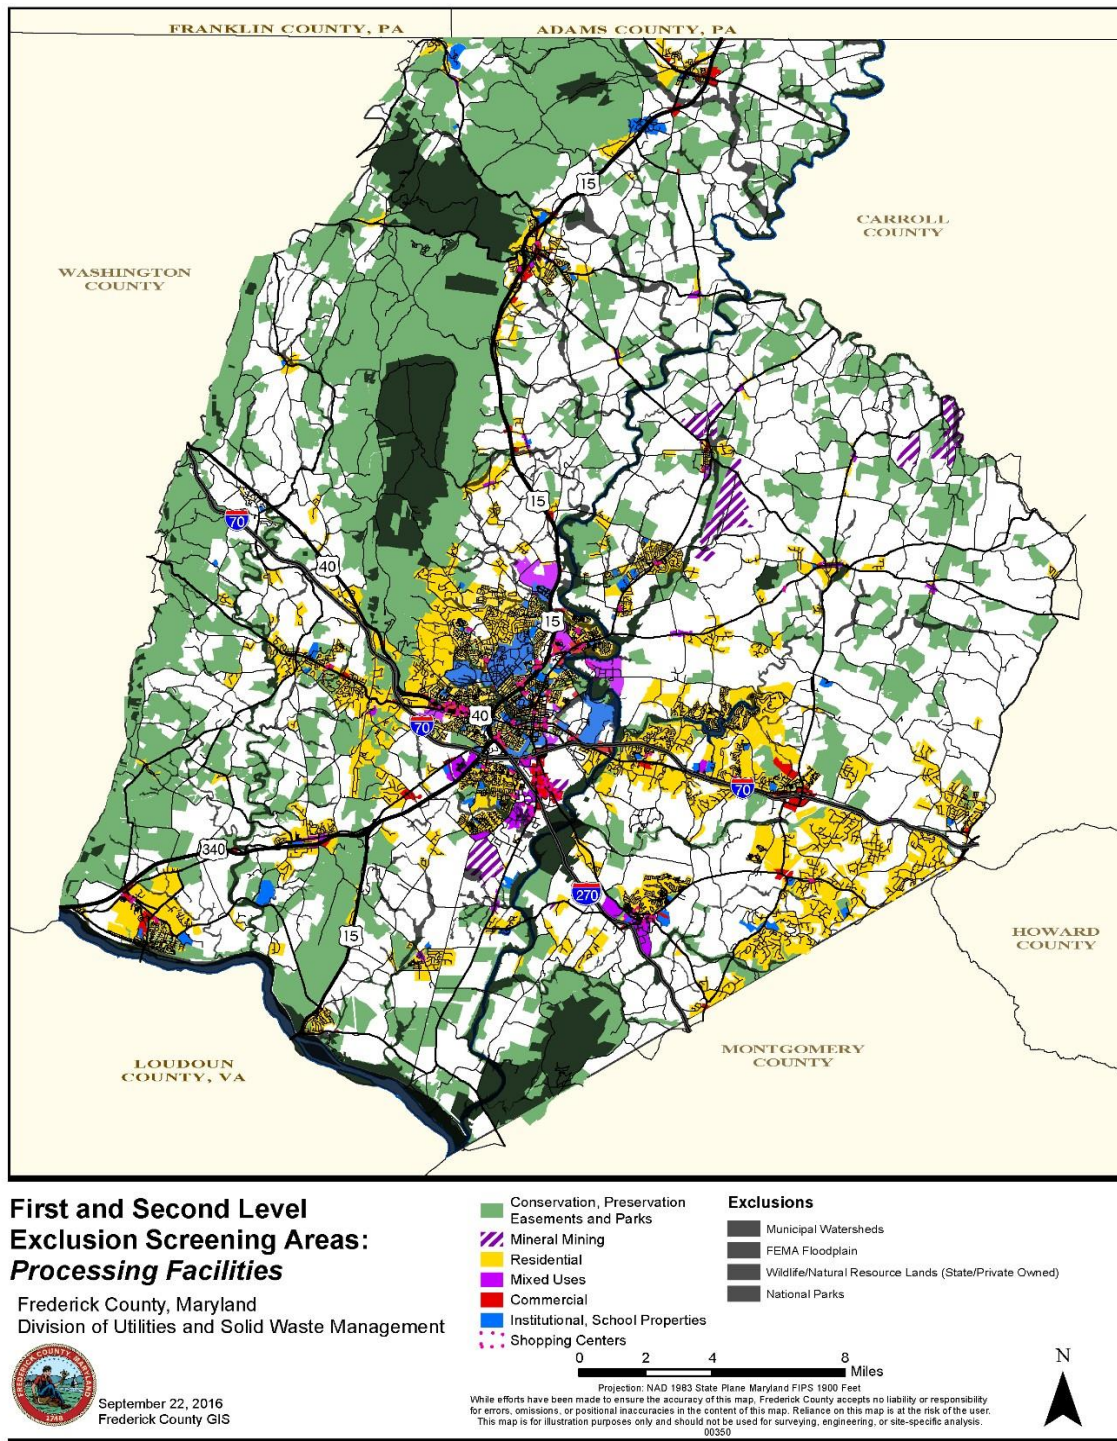 FRANKLIN COUNTY, PA
ADAMS COUNTY, PA
15
CARROLL
COUNTY
WASHINGTON
COUNTY
15
70
40
15
40
70
70
340
270
15
HOWARD
COUNTY
MONTGOMERY
COUNTY
LOUDOUN
COUNTY, VA
First and Second Level
Exclusion Screening Areas:
Processing Facilities
Frederick County, Maryland
Division of Utilities and Solid Waste Management
FREDERICK COUNTY, MARYLAND
1748
September 22, 2016
Frederick County GIS
Conservation, Preservation
Easements and Parks
Mineral Mining
Residential
Mixed Uses
Commercial
Institutional, School Properties
Shopping Centers
Exclusions
Municipal Watersheds
FEMA Floodplain
Wildlife/Natural Resource Lands (State/Private Owned)
National Parks
0 2 4 8
Miles
N
Projection: NAD 1983 State Plane Maryland FIPS 1900 Feet
While efforts have been made to ensure the accuracy of this map, Frederick County accepts no liability or responsibility
for errors, omissions, or positional inaccuracies in the content of this map. Reliance on this map is at the risk of the user.
This map is for illustration purposes only and should not be used for surveying, engineering, or site-specific analysis.
00350